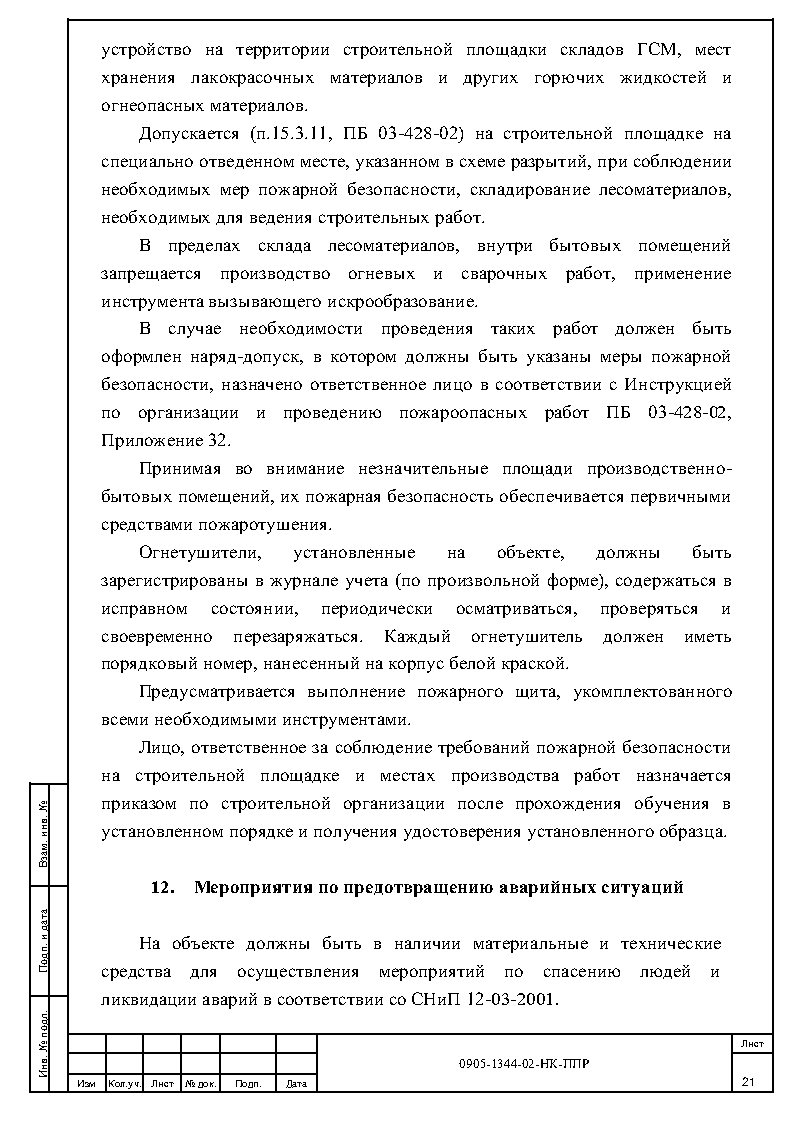 устройство на территории строительной площадки складов ГСМ, мест
хранения лакокрасочных материалов и других горючих жидкостей и
огнеопасных материалов.
Допускается (п.15.3.11, ПБ 03-428-02) на строительной площадке на
специально отведенном месте, указанном в схеме разрытий, при соблюдении
необходимых мер пожарной безопасности, складирование лесоматериалов,
необходимых для ведения строительных работ.
В пределах склада лесоматериалов, внутри бытовых помещений
запрещается производство огневых и сварочных работ, применение
инструмента вызывающего искрообразование.
В случае необходимости проведения таких работ должен быть
оформлен наряд-допуск, в котором должны быть указаны меры пожарной
безопасности, назначено ответственное лицо в соответствии с Инструкцией
по организации и проведению пожароопасных работ ПБ 03-428-02,
Приложение 32.
Принимая во внимание незначительные площади производственно-
бытовых помещений, их пожарная безопасность обеспечивается первичными
средствами пожаротушения.
Огнетушители, установленные на объекте, должны быть
зарегистрированы в журнале учета (по произвольной форме), содержаться в
исправном состоянии, периодически осматриваться, проверяться и
своевременно перезаряжаться. Каждый огнетушитель должен иметь
порядковый номер, нанесенный на корпус белой краской.
Предусматривается выполнение пожарного щита, укомплектованного
всеми необходимыми инструментами.
Лицо, ответственное за соблюдение требований пожарной безопасности
на строительной площадке и местах производства работ назначается
приказом по строительной организации после прохождения обучения в
установленном порядке и получения удостоверения установленного образца.
12. Мероприятия по предотвращению аварийных ситуаций
На объекте должны быть в наличии материальные и технические
средства для осуществления мероприятий по спасению людей и
ликвидации аварий в соответствии со СНиП 12-03-2001.
Взам. инв. №
Подп. и дата
Инв. № подл.
Изм Кол.уч. Лист № док. Подп. Дата
0905-1344-02-НК-ППР
Лист
21